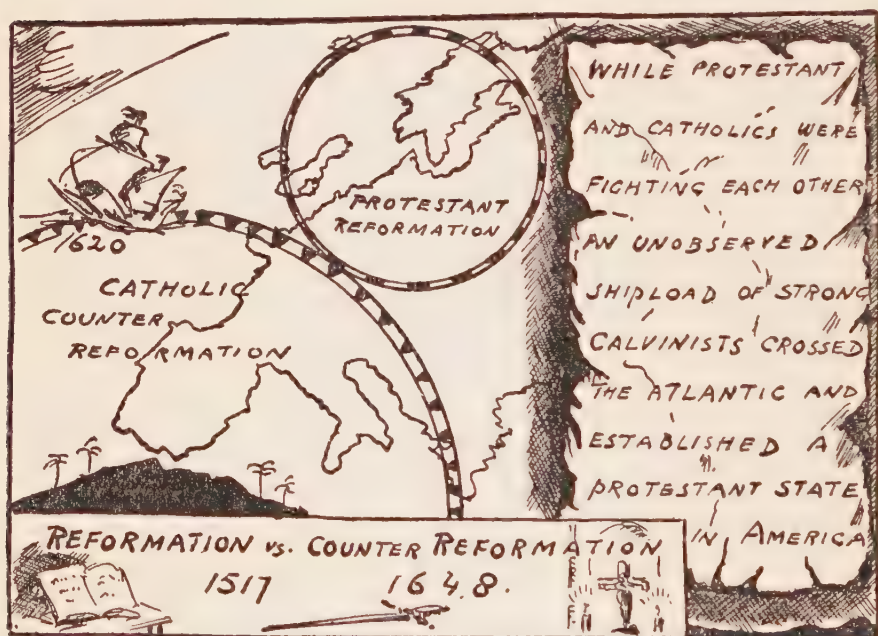 PROTESTANT
REFORMATION
1620
CATHOLIC
COUNTER
REFORMATION
WHILE PROTESTANT
AND CATHOLICS WERE
FIGHTING EACH OTHER
AN UNOBSERVED
SHIPLOAD OF STRONG
CALVINISTS CROSSED
THE ATLANTIC AND
ESTABLISHED A
PROTESTANT STATE
IN AMERICA
REFORMATION vs. COUNTER REFORMATION
1517 1648.